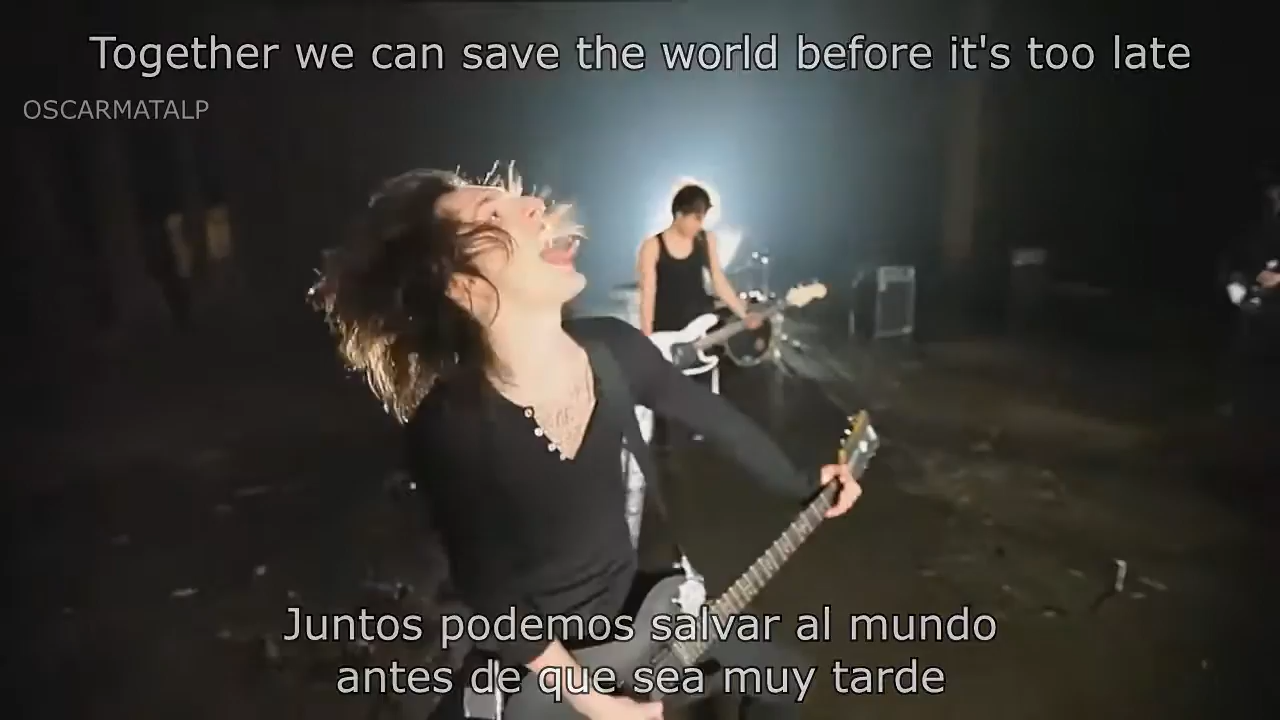 Together we can save the world before it's too late
OSCARMATALP
Juntos podemos salvar al mundo
antes de que sea muy tarde